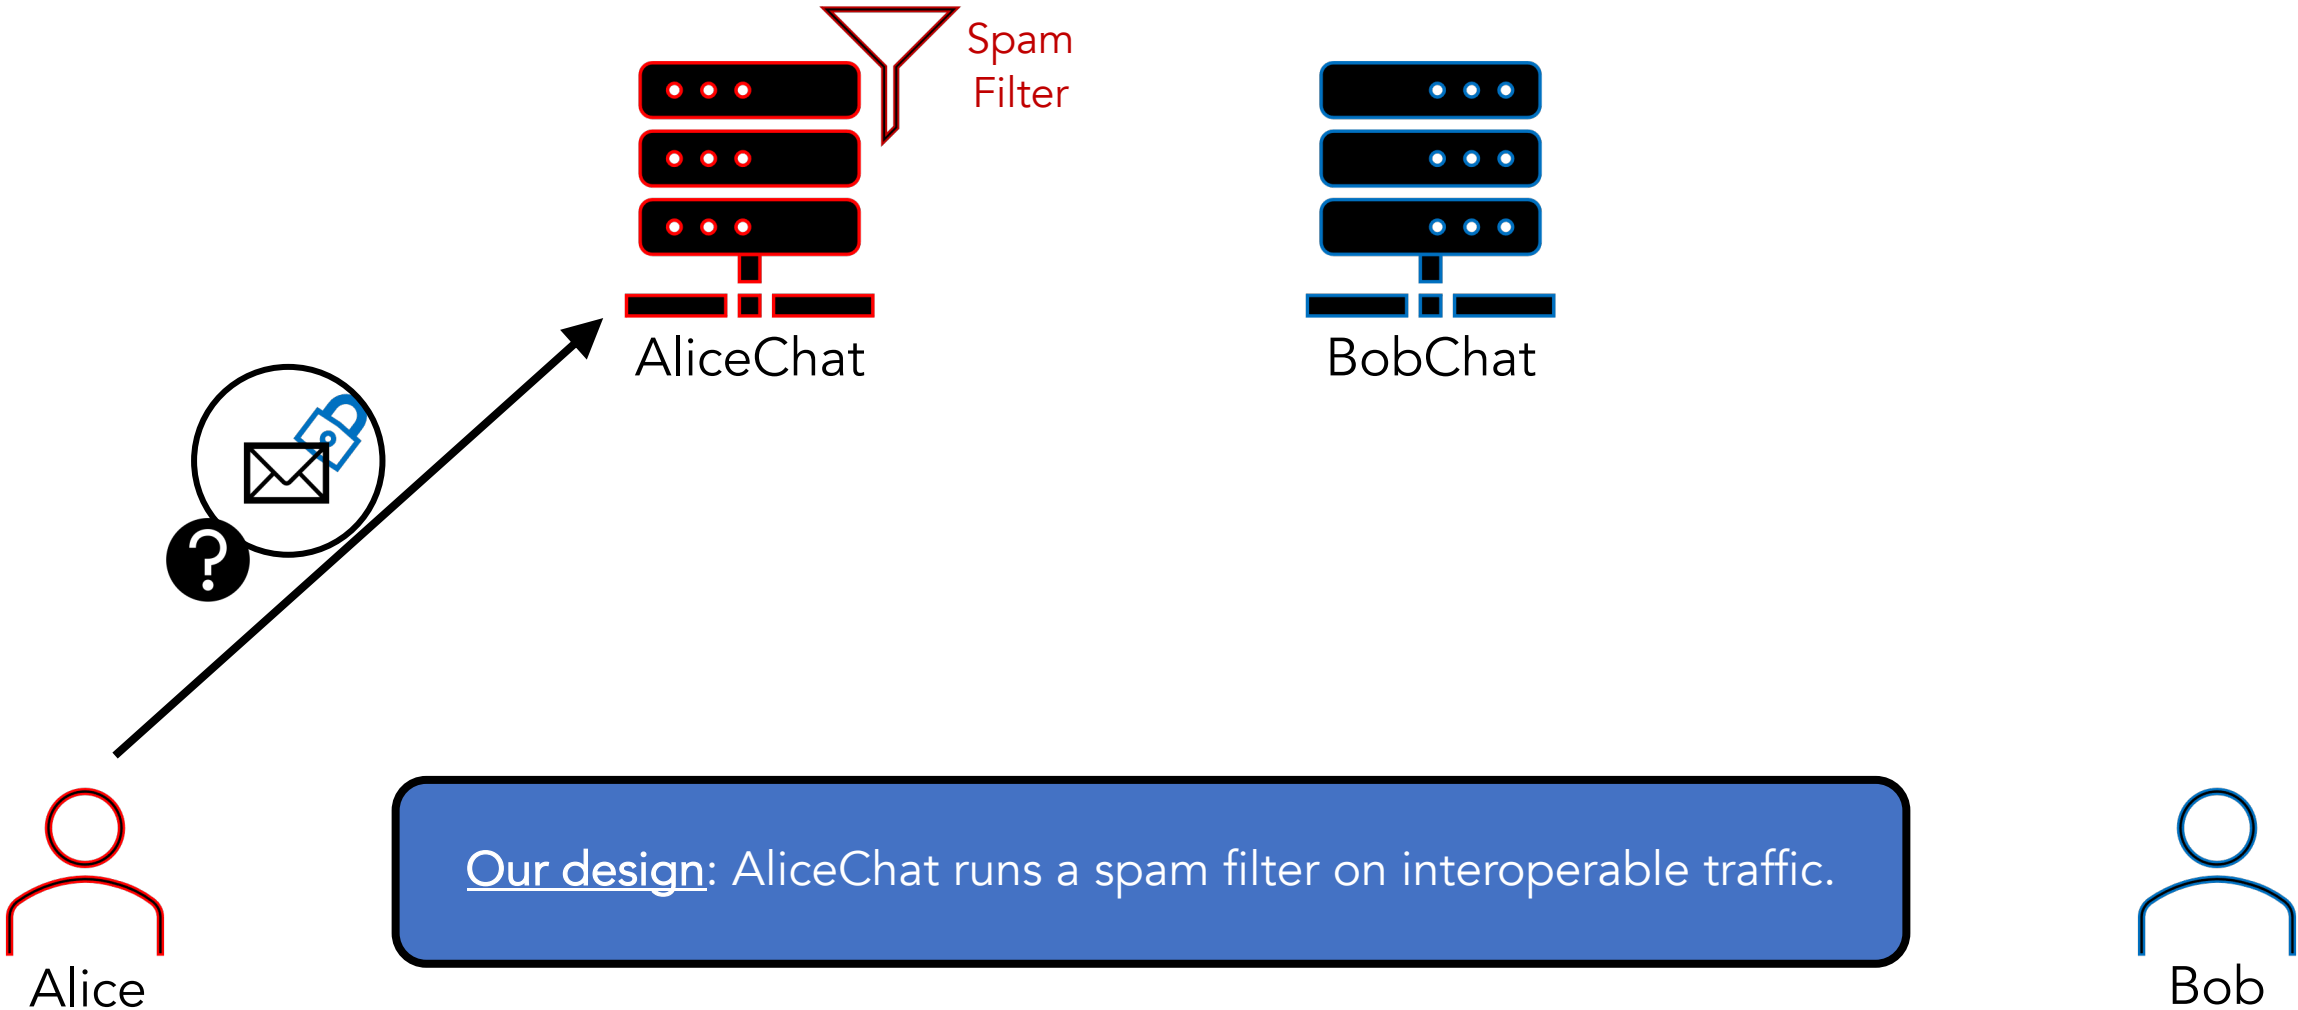 Spam
Filter
AliceChat
BobChat
?
Our design: AliceChat runs a spam filter on interoperable traffic.
Alice
Bob